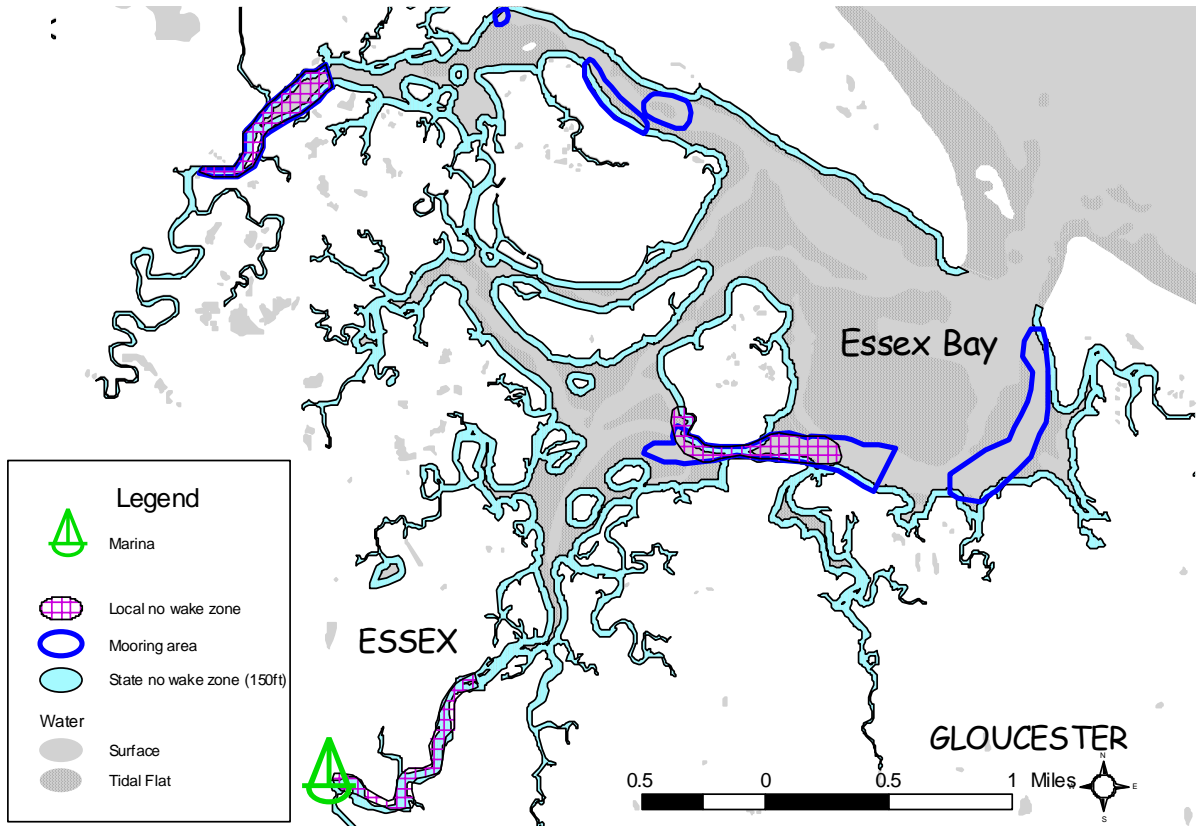 Essex Bay
ESSEX
GLOUCESTER
Legend
Marina
Local no wake zone
Mooring area
State no wake zone (150ft)
Water
Surface
Tidal Flat
0.5 0 0.5 1 Miles
N
W E
S